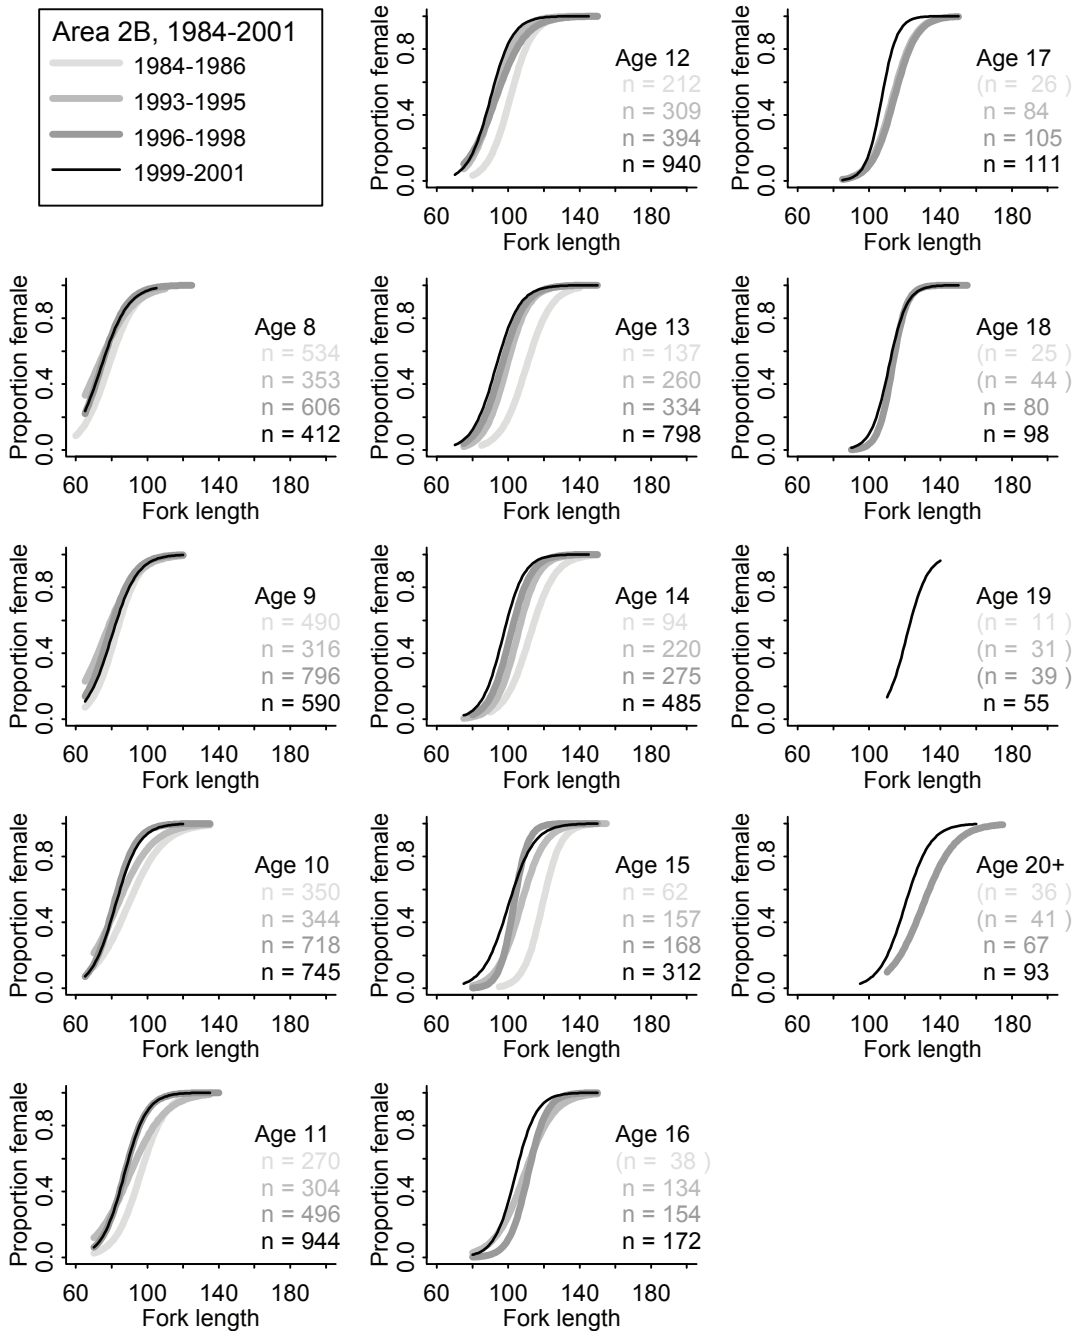 Area 2B, 1984-2001
1984-1986
1993-1995
1996-1998
1999-2001
Proportion female
0.0 0.4 0.8
Age 12
n = 212
n = 309
n = 394
n = 940
60 100 140 180
Fork length
Proportion female
0.0 0.4 0.8
Age 17
(n = 26 )
n = 84
n = 105
n = 111
60 100 140 180
Fork length
Proportion female
0.0 0.4 0.8
Age 8
n = 534
n = 353
n = 606
n = 412
60 100 140 180
Fork length
Proportion female
0.0 0.4 0.8
Age 13
n = 137
n = 260
n = 334
n = 798
60 100 140 180
Fork length
Proportion female
0.0 0.4 0.8
Age 18
(n = 25 )
(n = 44 )
n = 80
n = 98
60 100 140 180
Fork length
Proportion female
0.0 0.4 0.8
Age 9
n = 490
n = 316
n = 796
n = 590
60 100 140 180
Fork length
Proportion female
0.0 0.4 0.8
Age 14
n = 94
n = 220
n = 275
n = 485
60 100 140 180
Fork length
Proportion female
0.0 0.4 0.8
Age 19
(n = 11 )
(n = 31 )
(n = 39 )
n = 55
60 100 140 180
Fork length
Proportion female
0.0 0.4 0.8
Age 10
n = 350
n = 344
n = 718
n = 745
60 100 140 180
Fork length
Proportion female
0.0 0.4 0.8
Age 15
n = 62
n = 157
n = 168
n = 312
60 100 140 180
Fork length
Proportion female
0.0 0.4 0.8
Age 20+
(n = 36 )
(n = 41 )
n = 67
n = 93
60 100 140 180
Fork length
Proportion female
0.0 0.4 0.8
Age 11
n = 270
n = 304
n = 496
n = 944
60 100 140 180
Fork length
Proportion female
0.0 0.4 0.8
Age 16
(n = 38 )
n = 134
n = 154
n = 172
60 100 140 180
Fork length